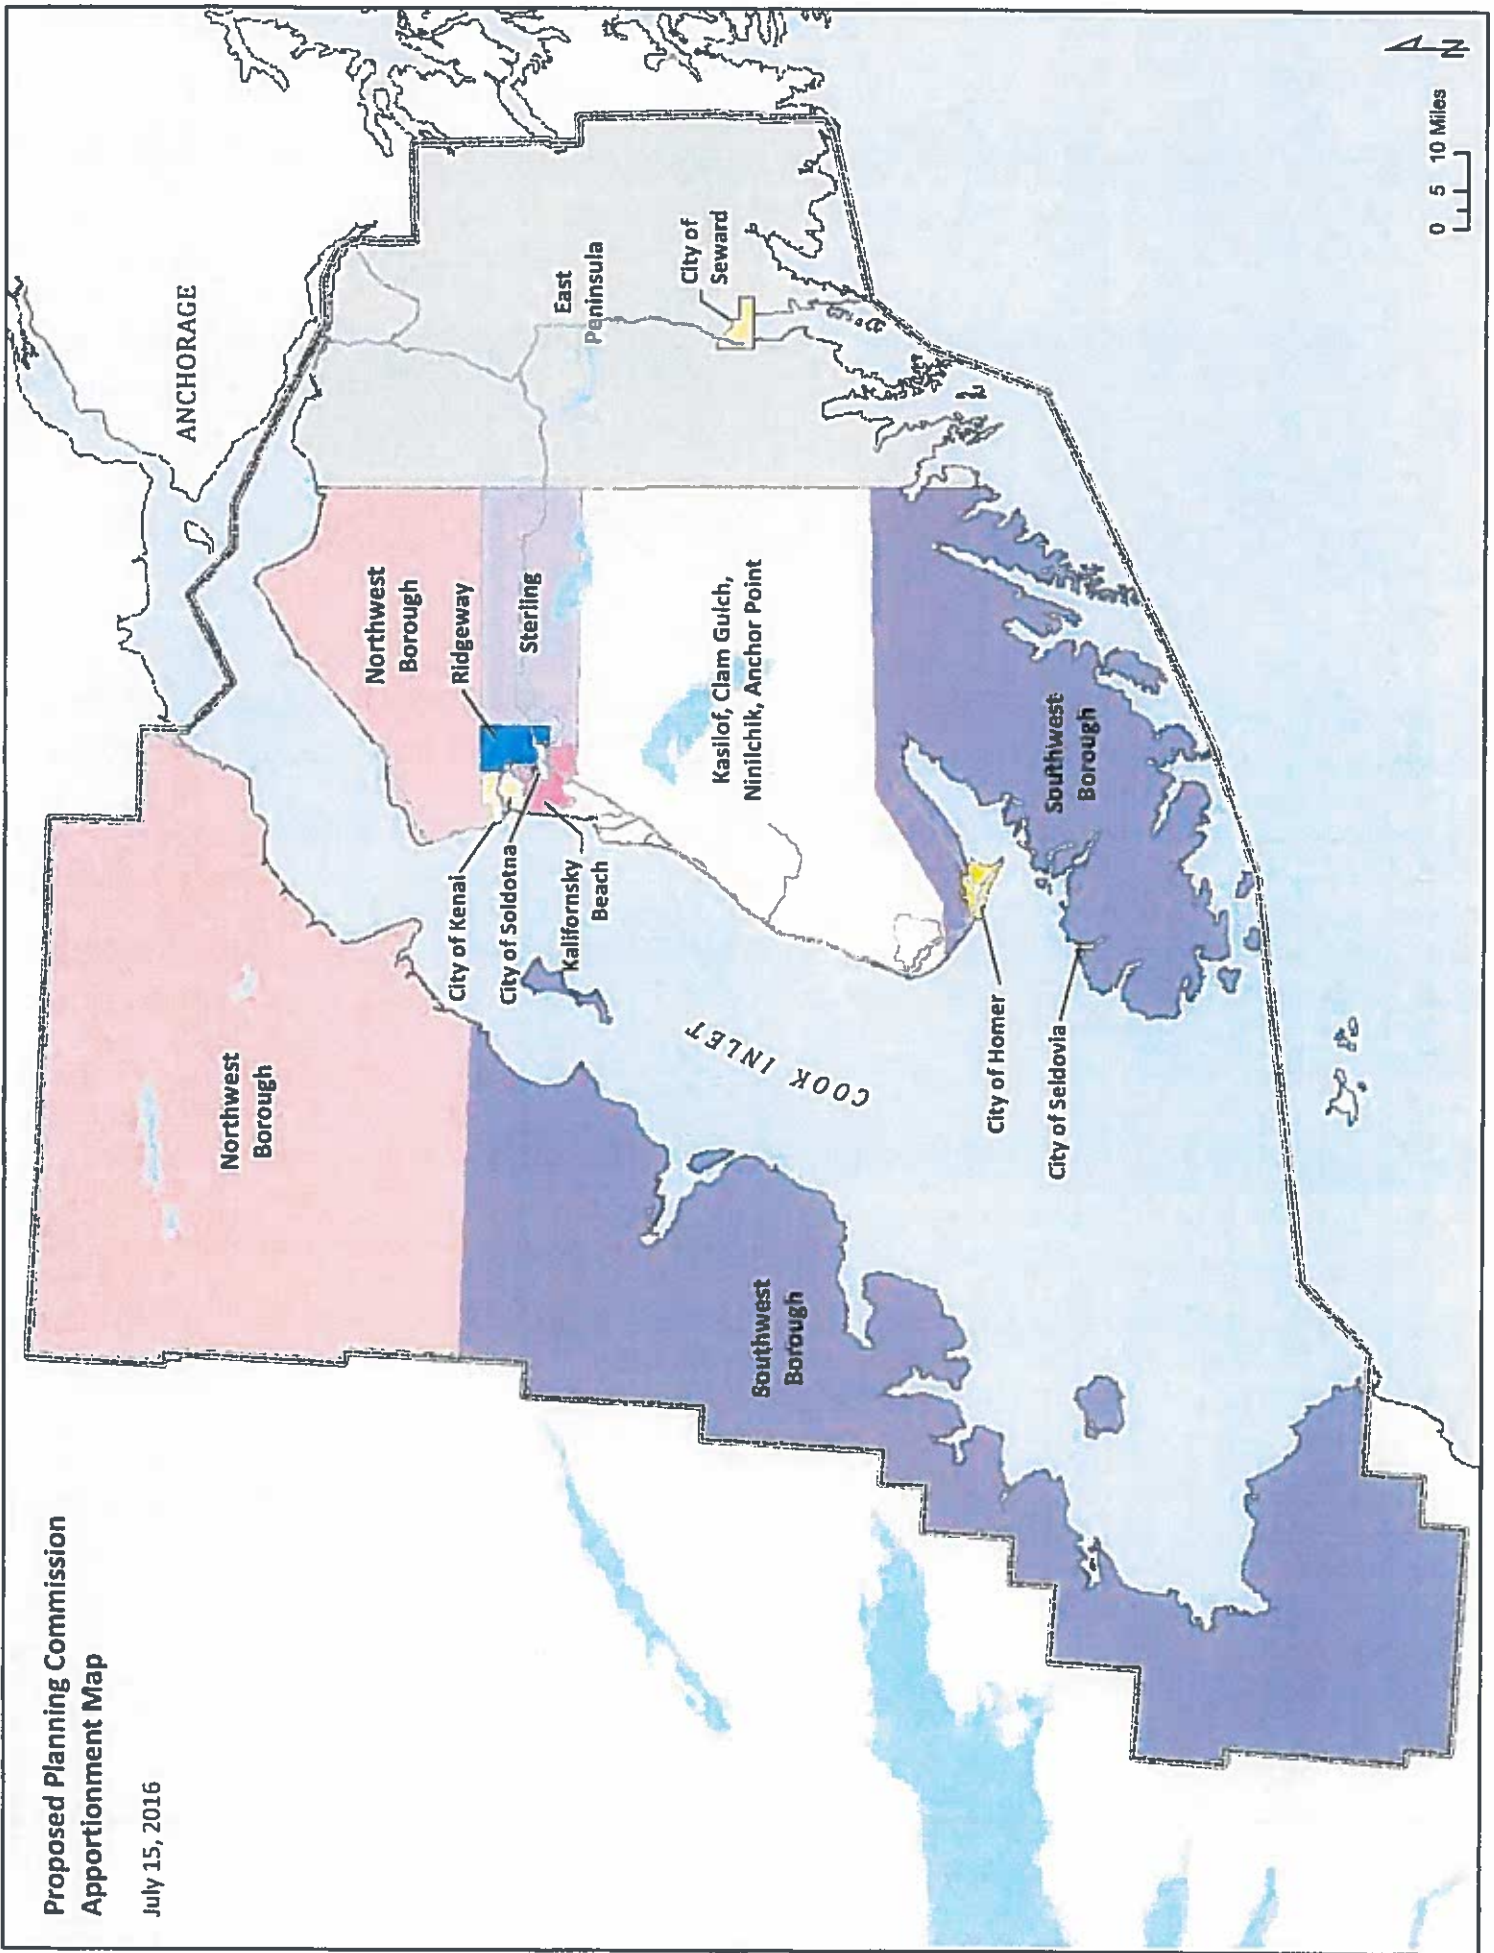 Proposed Planning Commission
Apportionment Map
July 15, 2016
ANCHORAGE
Northwest
Borough
Northwest
Borough
Ridgeway
Sterling
East
Peninsula
City of
Seward
City of Kenai
City of Soldotna
Kalifornsky
Beach
Kasilof, Clam Gulch,
Ninilchik, Anchor Point
COOK INLET
Southwest
Borough
Southwest
Borough
City of Homer
City of Seldovia
0 5 10 Miles
N